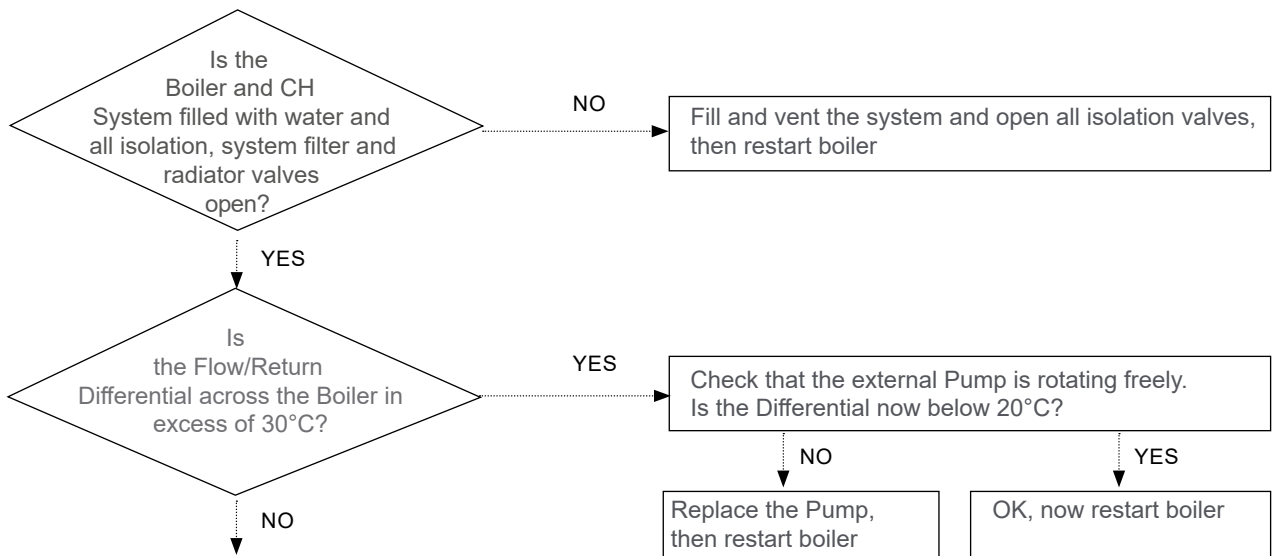 Is the
Boiler and CH
System filled with water and
all isolation, system filter and
radiator valves
open?
NO
Fill and vent the system and open all isolation valves,
then restart boiler
YES
Is
the Flow/Return
Differential across the Boiler in
excess of 30°C?
YES
Check that the external Pump is rotating freely.
Is the Differential now below 20°C?
NO
YES
Replace the Pump,
then restart boiler
OK, now restart boiler
NO